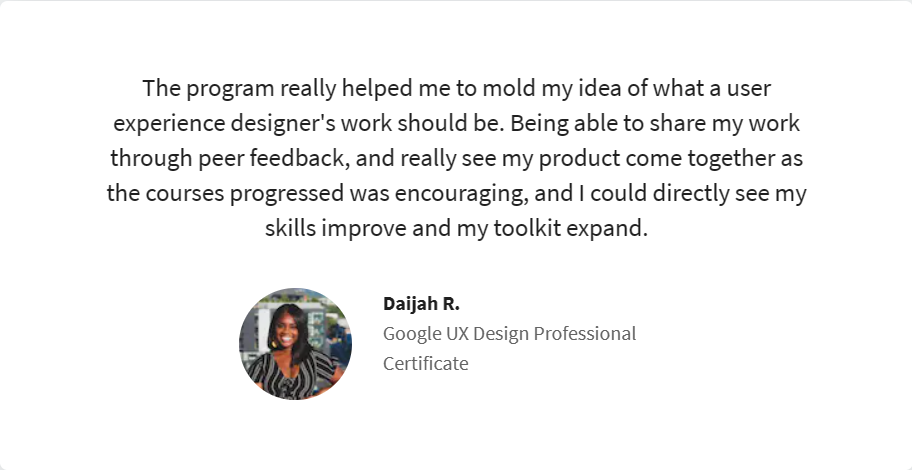 The program really helped me to mold my idea of what a user
experience designer's work should be. Being able to share my work
through peer feedback, and really see my product come together as
the courses progressed was encouraging, and I could directly see my
skills improve and my toolkit expand.
Daijah R.
Google UX Design Professional
Certificate